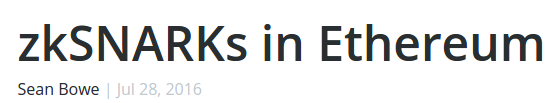 zkSNARKs in Ethereum
Sean Bowe | Jul 28, 2016